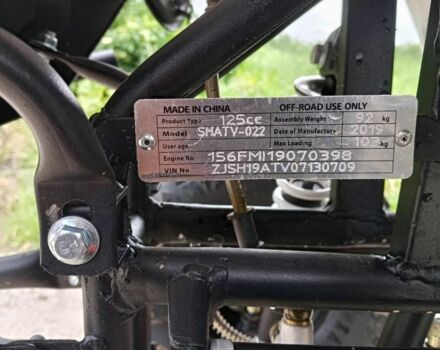 MADE IN CHINA OFF-ROAD USE ONLY
Product Type 125cc Assembly Weight 92 kg
Model SHATV-022 Date of Manufacture 2019
User age Max Loading 103 kg
Engine No 156FMI19070398
VIN No ZJSH19ATV07130709